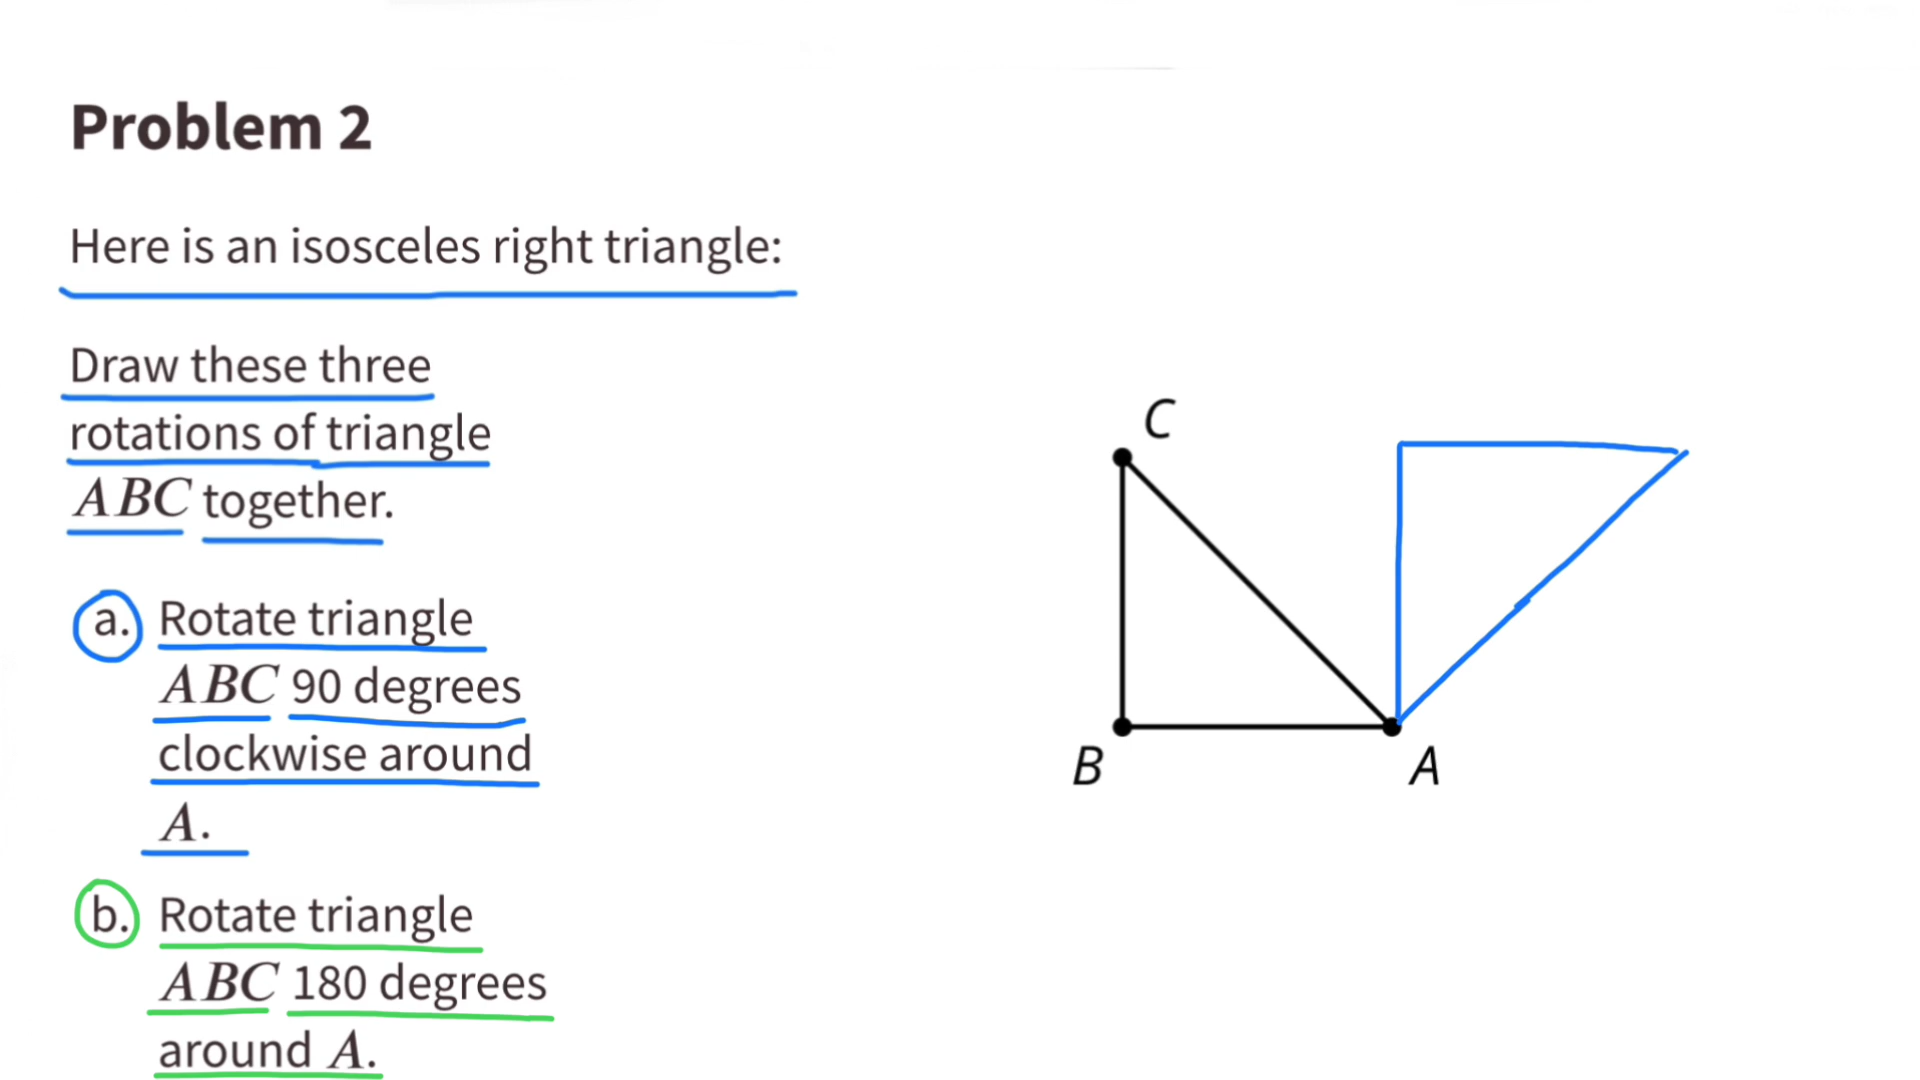 Problem 2
Here is an isosceles right triangle:
Draw these three
rotations of triangle
ABC together.
a. Rotate triangle
ABC 90 degrees
clockwise around
A.
b. Rotate triangle
ABC 180 degrees
around A.
C
B
A